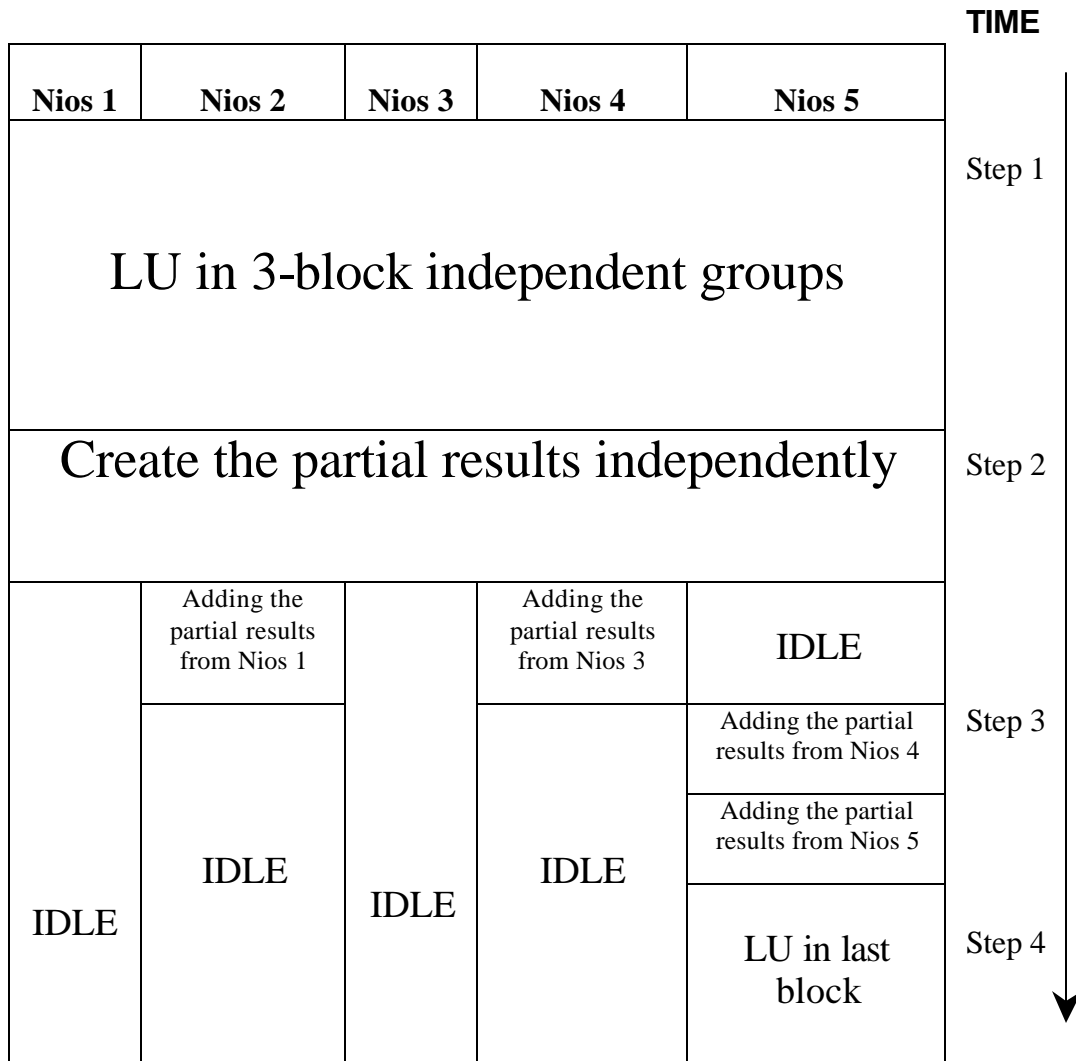 TIME
Nios 1
Nios 2
Nios 3
Nios 4
Nios 5
Step 1
LU in 3-block independent groups
Create the partial results independently
Step 2
Adding the
partial results
from Nios 1
Adding the
partial results
from Nios 3
IDLE
Adding the partial
results from Nios 4
Step 3
Adding the partial
results from Nios 5
IDLE
IDLE
IDLE
IDLE
LU in last
block
Step 4